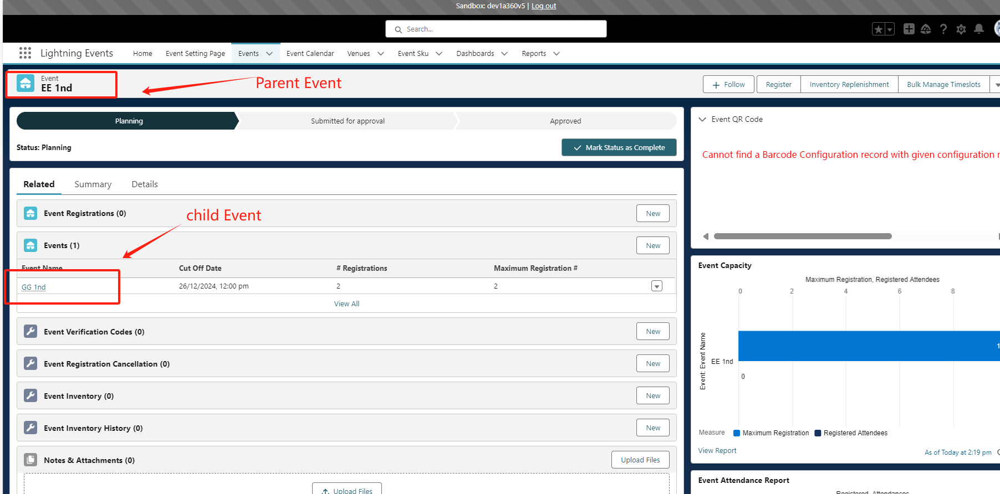 Sandbox: dev1a360v5 | Log out
Search...
Lightning Events
Home
Event Setting Page
Events
Event Calendar
Venues
Event Sku
Dashboards
Reports
Event
EE 1nd
Parent Event
Follow
Register
Inventory Replenishment
Bulk Manage Timeslots
Planning
Submitted for approval
Approved
Status: Planning
Mark Status as Complete
Related
Summary
Details
Event Registrations (0)
New
child Event
Events (1)
New
Event Name
Cut Off Date
# Registrations
Maximum Registration #
GG 1nd
26/12/2024, 12:00 pm
2
2
View All
Event Verification Codes (0)
New
Event Registration Cancellation (0)
New
Event Inventory (0)
New
Event Inventory History (0)
New
Notes & Attachments (0)
Upload Files
Upload Files
Event QR Code
Cannot find a Barcode Configuration record with given configuration
Event Capacity
Maximum Registration, Registered Attendees
0
2
4
6
8
Event: Event Name
EE 1nd
1
0
Measure
Maximum Registration
Registered Attendees
View Report
As of Today at 2:19 pm
Event Attendance Report
Registered, Attendances